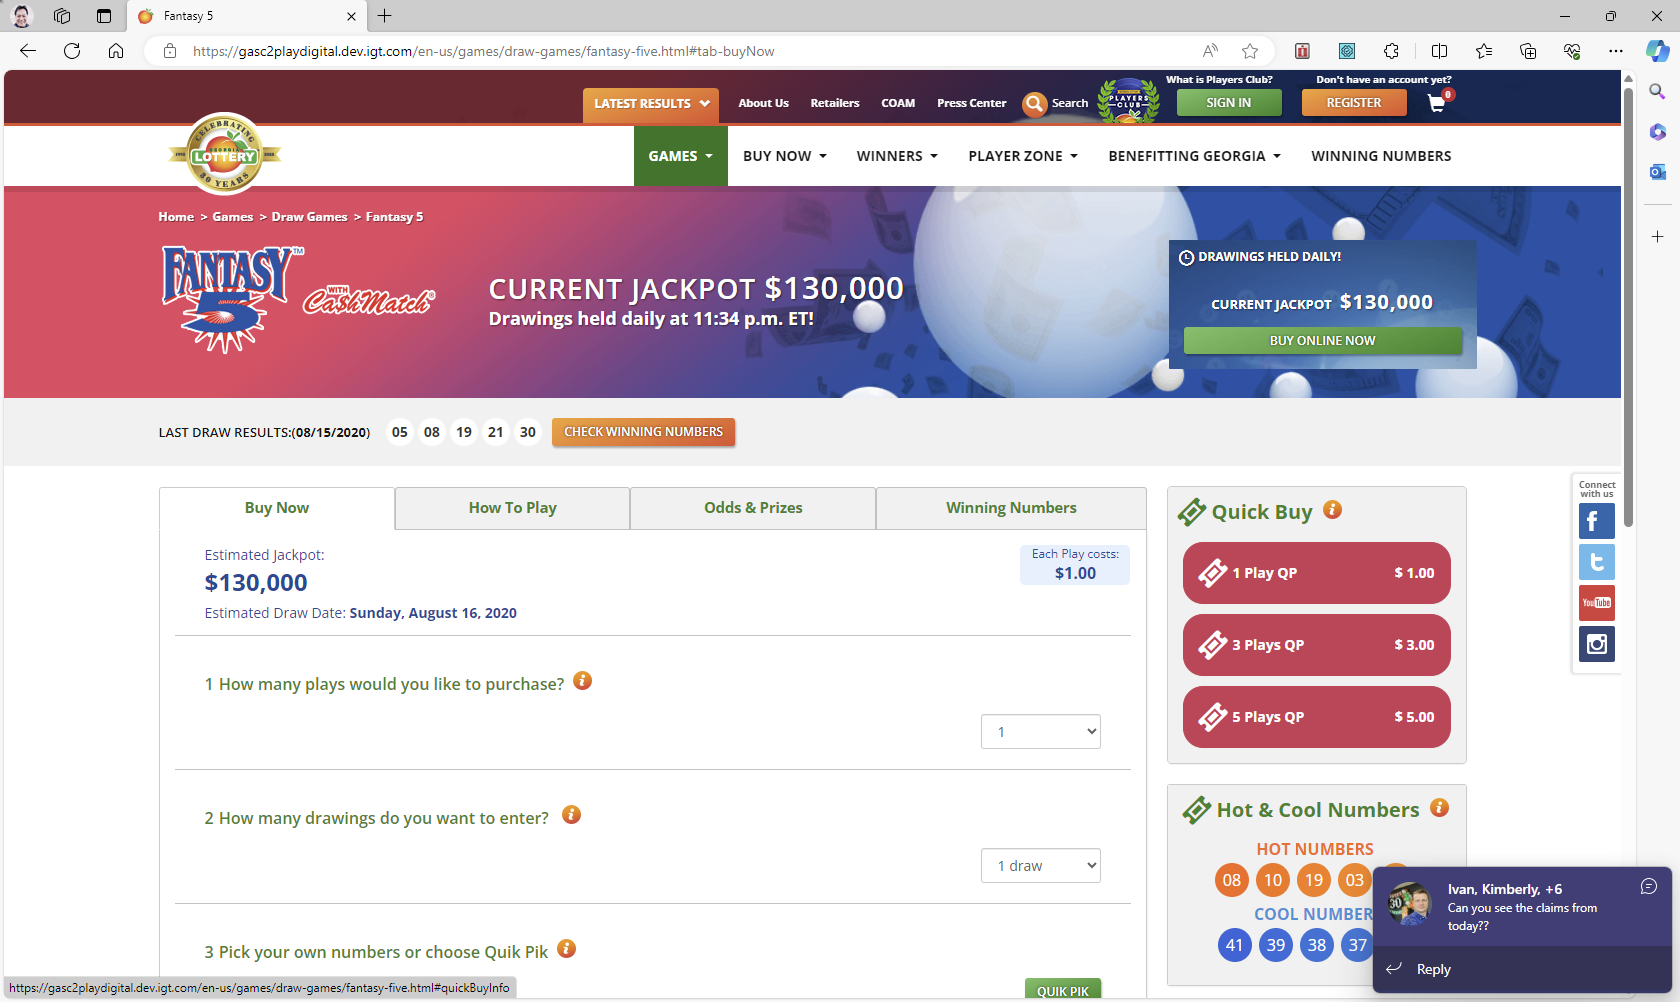 Fantasy 5
https://gasc2playdigital.dev.igt.com/en-us/games/draw-games/fantasy-five.html#tab-buyNow
LATEST RESULTS
About Us
Retailers
COAM
Press Center
Search
PLAYERS CLUB
What is Players Club?
SIGN IN
Don't have an account yet?
REGISTER
0
CELEBRATING
GEORGIA
LOTTERY
30 YEARS
GAMES
BUY NOW
WINNERS
PLAYER ZONE
BENEFITTING GEORGIA
WINNING NUMBERS
Home > Games > Draw Games > Fantasy 5
FANTASY 5™
WITH
Ca$hMatch®
CURRENT JACKPOT $130,000
Drawings held daily at 11:34 p.m. ET!
DRAWINGS HELD DAILY!
CURRENT JACKPOT $130,000
BUY ONLINE NOW
LAST DRAW RESULTS:(08/15/2020) 05 08 19 21 30
CHECK WINNING NUMBERS
Buy Now
How To Play
Odds & Prizes
Winning Numbers
Estimated Jackpot:
$130,000
Estimated Draw Date: Sunday, August 16, 2020
Each Play costs:
$1.00
1 How many plays would you like to purchase?
1
2 How many drawings do you want to enter?
1 draw
3 Pick your own numbers or choose Quik Pik
QUIK PIK
Quick Buy
1 Play QP $ 1.00
3 Plays QP $ 3.00
5 Plays QP $ 5.00
Hot & Cool Numbers
HOT NUMBERS
08 10 19 03
COOL NUMBER
41 39 38 37
Connect
with us
You Tube
Ivan, Kimberly, +6
Can you see the claims from
today??
Reply
https://gasc2playdigital.dev.igt.com/en-us/games/draw-games/fantasy-five.html#quickBuyInfo